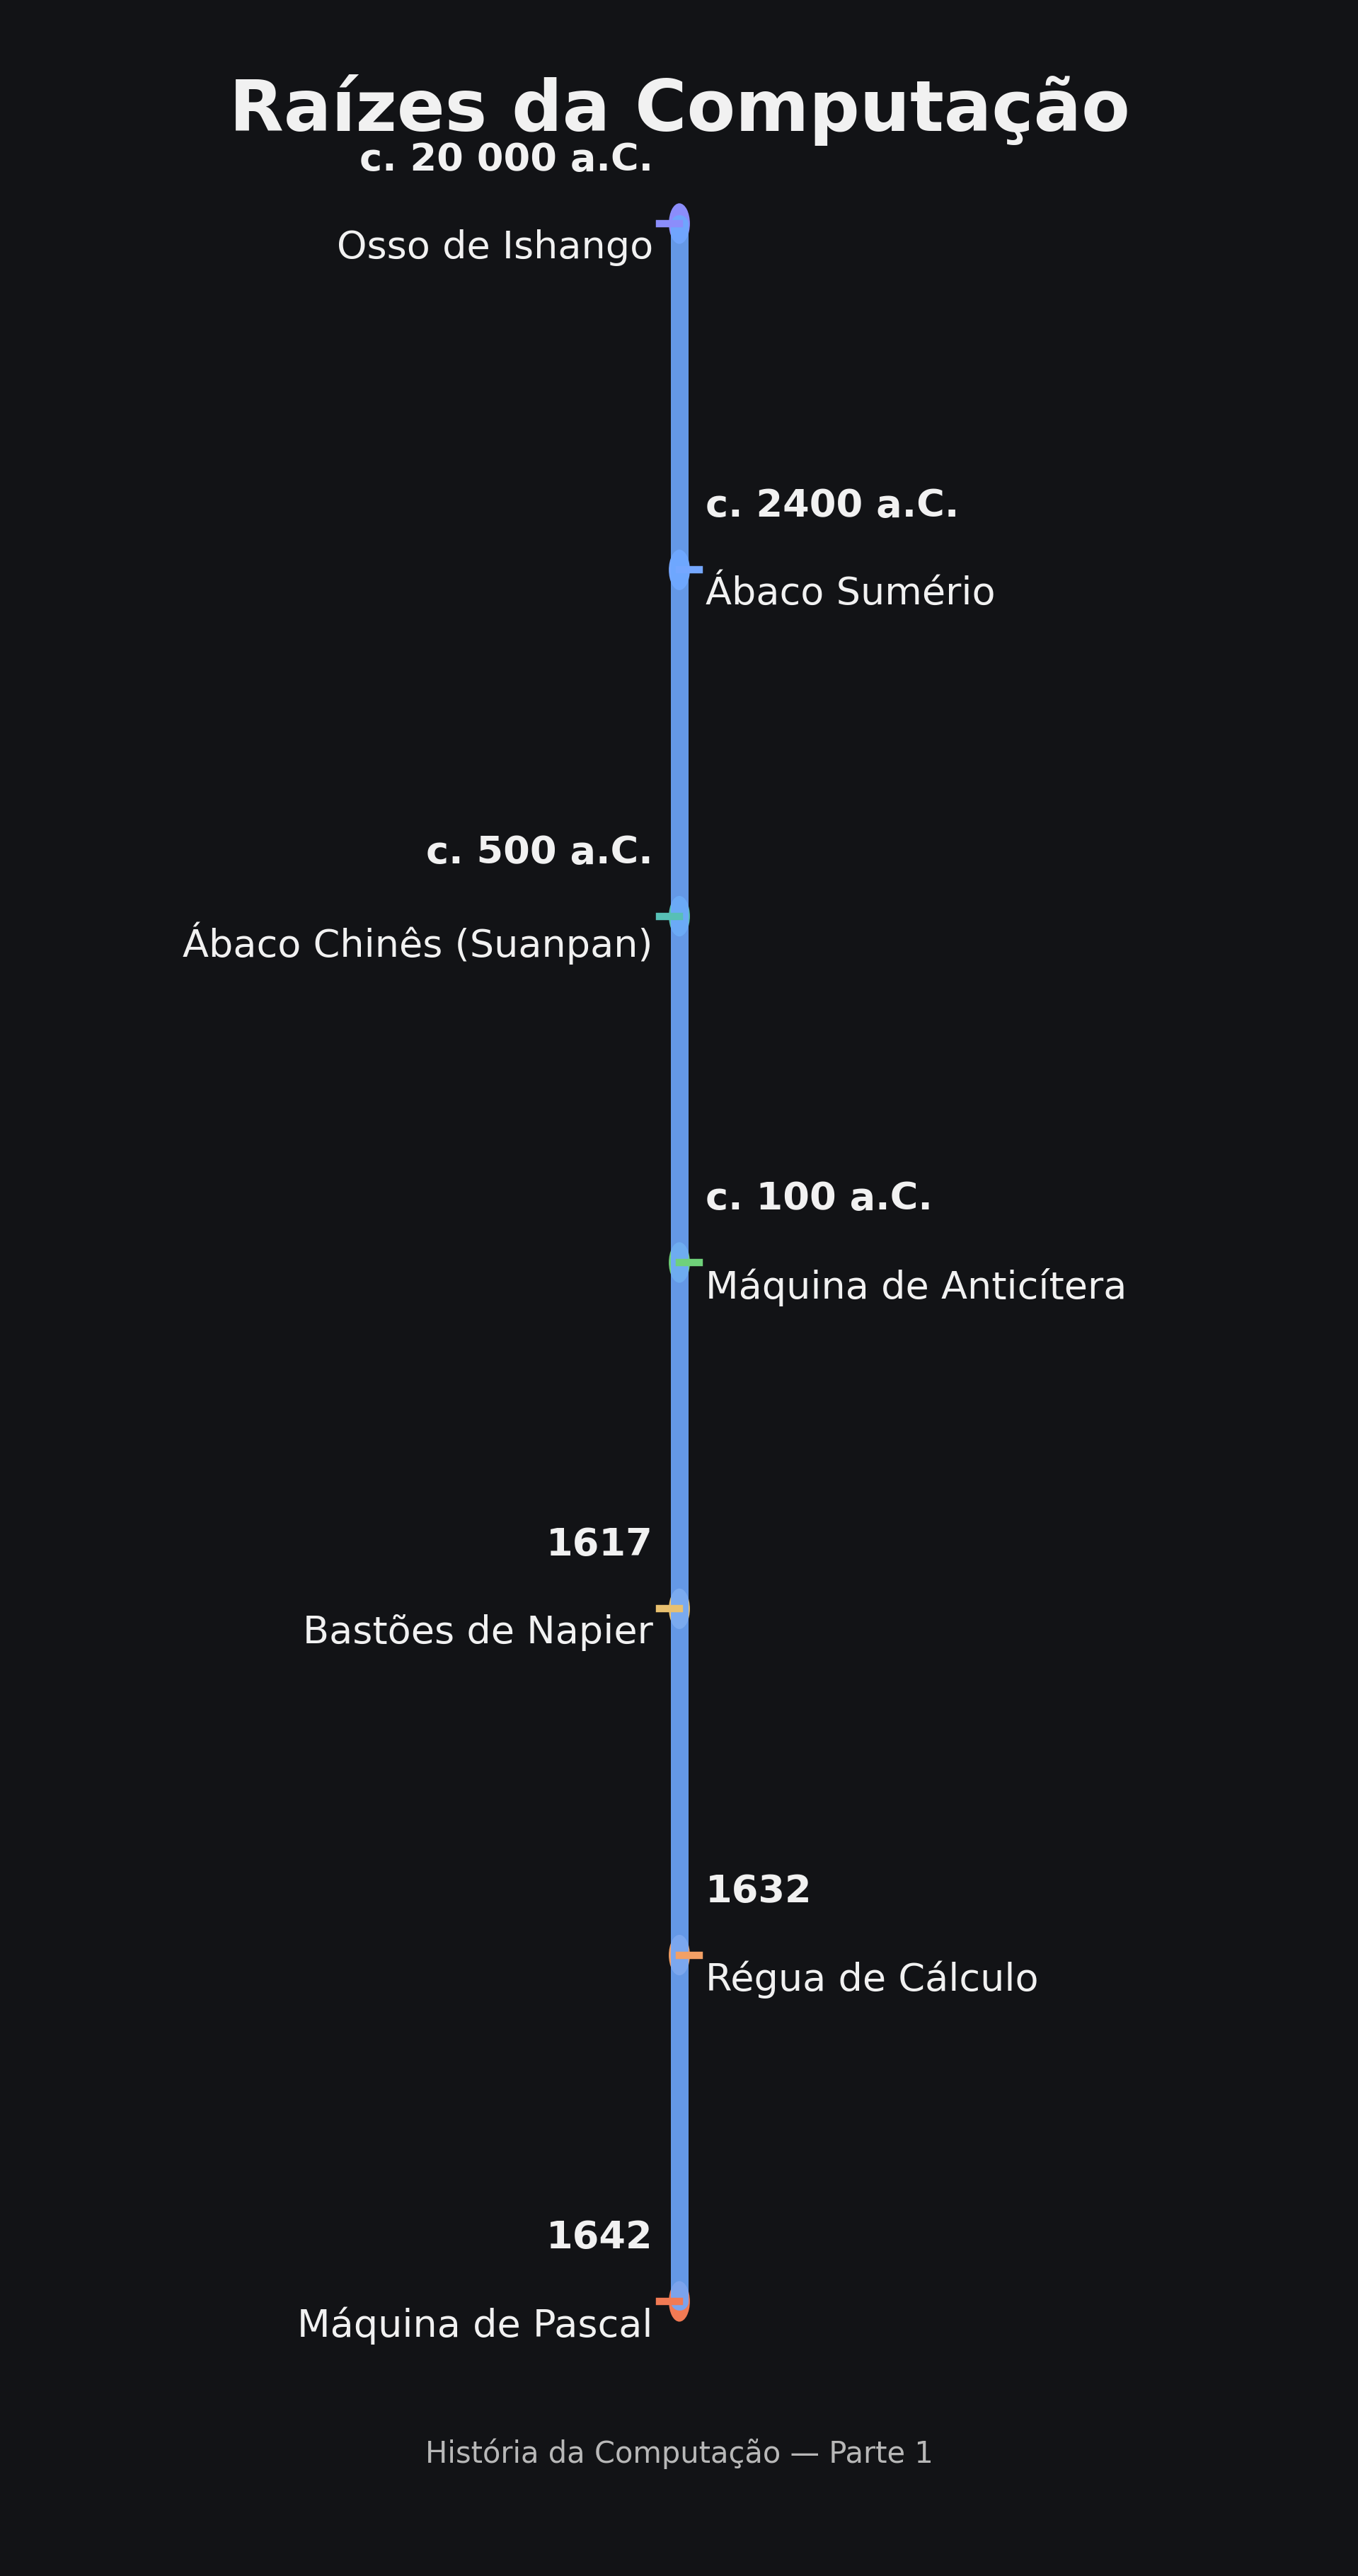 Raízes da Computação
c. 20 000 a.C.
Osso de Ishango
c. 2400 a.C.
Ábaco Sumério
c. 500 a.C.
Ábaco Chinês (Suanpan)
c. 100 a.C.
Máquina de Anticítera
1617
Bastões de Napier
1632
Régua de Cálculo
1642
Máquina de Pascal
História da Computação — Parte 1